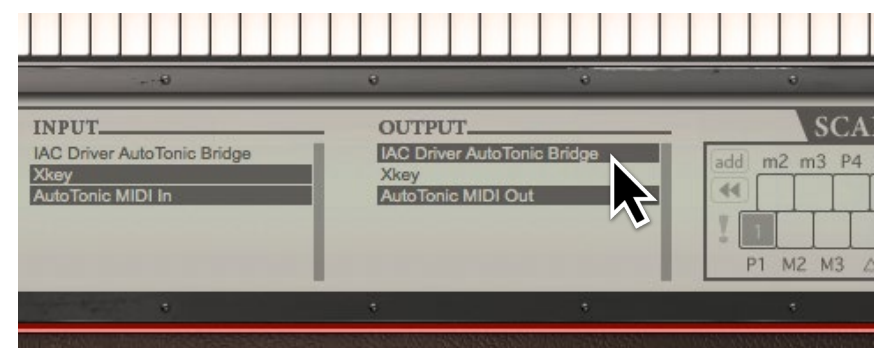 INPUT
IAC Driver AutoTonic Bridge
Xkey
AutoTonic MIDI In
OUTPUT
IAC Driver AutoTonic Bridge
Xkey
AutoTonic MIDI Out
SCA
add m2 m3 P4
! 1
P1 M2 M3